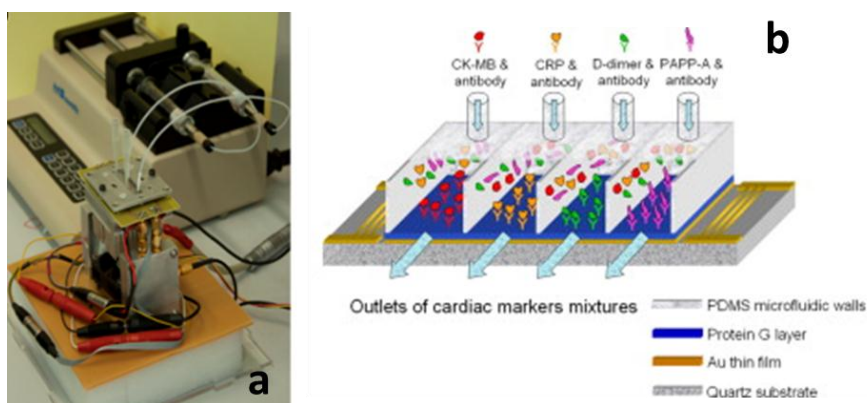 a
b
CK-MB & antibody
CRP & antibody
D-dimer & antibody
PAPP-A & antibody
Outlets of cardiac markers mixtures
PDMS microfluidic walls
Protein G layer
Au thin film
Quartz substrate